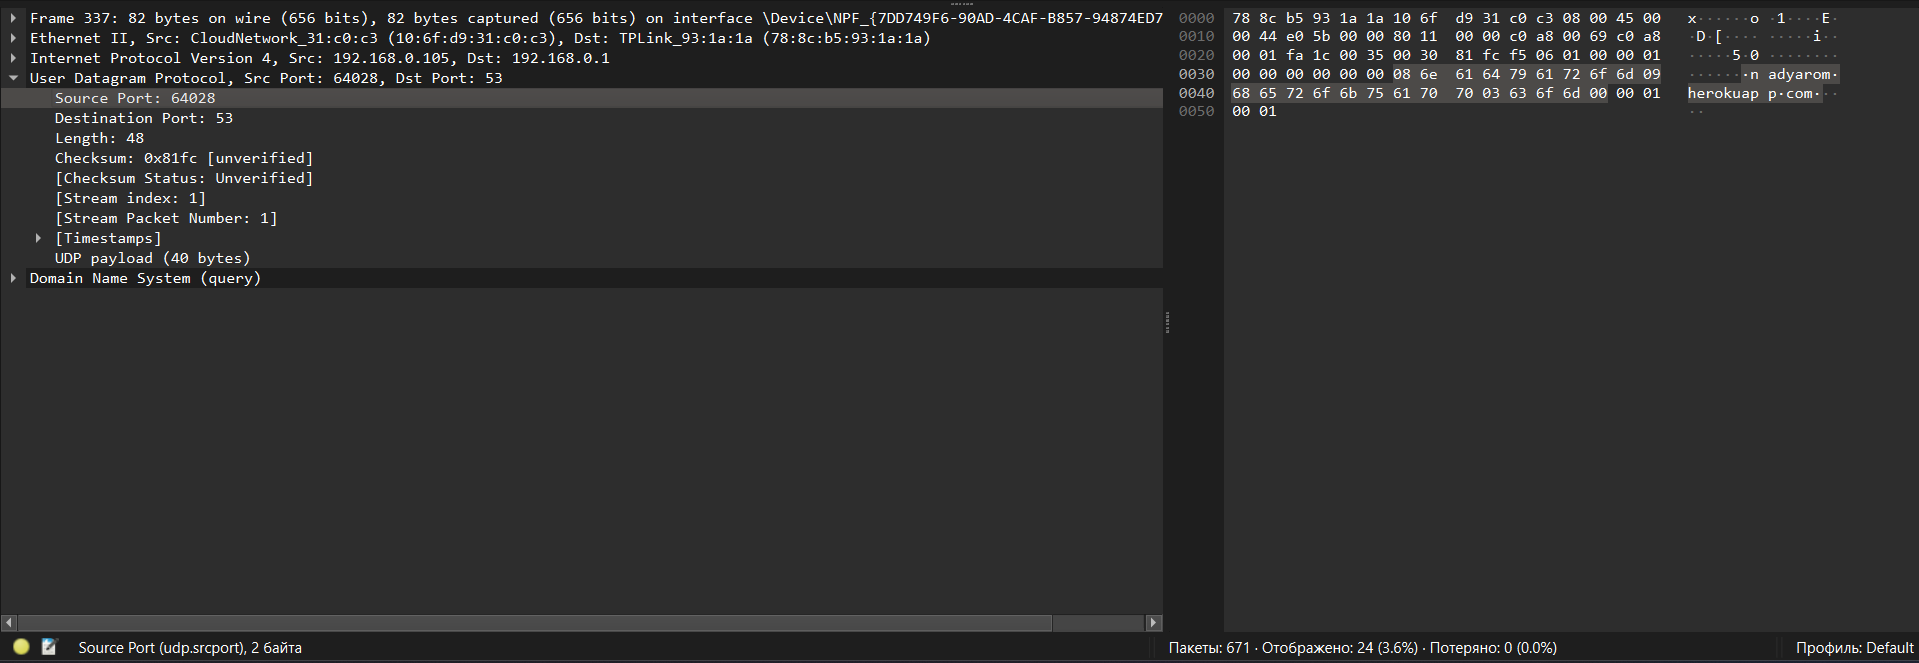 Frame 337: 82 bytes on wire (656 bits), 82 bytes captured (656 bits) on interface \Device\NPF_{7DD749F6-90AD-4CAF-B857-94874ED7
Ethernet II, Src: CloudNetwork_31:c0:c3 (10:6f:d9:31:c0:c3), Dst: TPLink_93:1a:1a (78:8c:b5:93:1a:1a)
Internet Protocol Version 4, Src: 192.168.0.105, Dst: 192.168.0.1
User Datagram Protocol, Src Port: 64028, Dst Port: 53
Source Port: 64028
Destination Port: 53
Length: 48
Checksum: 0x81fc [unverified]
[Checksum Status: Unverified]
[Stream index: 1]
[Stream Packet Number: 1]
[Timestamps]
UDP payload (40 bytes)
Domain Name System (query)
0000 78 8c b5 93 1a 1a 10 6f d9 31 c0 c3 08 00 45 00 x······o ·1····E·
0010 00 44 e0 5b 00 00 80 11 00 00 c0 a8 00 69 c0 a8 ·D·[···· ·····i··
0020 00 01 fa 1c 00 35 00 30 81 fc f5 06 01 00 00 01 ·····5·0 ········
0030 00 00 00 00 00 00 08 6e 61 64 79 61 72 6f 6d 09 ·······n adyarom·
0040 68 65 72 6f 6b 75 61 70 70 03 63 6f 6d 00 00 01 herokuap p·com···
0050 00 01 ··
Source Port (udp.srcport), 2 байта
Пакеты: 671 · Отображено: 24 (3.6%) · Потеряно: 0 (0.0%)
Профиль: Default